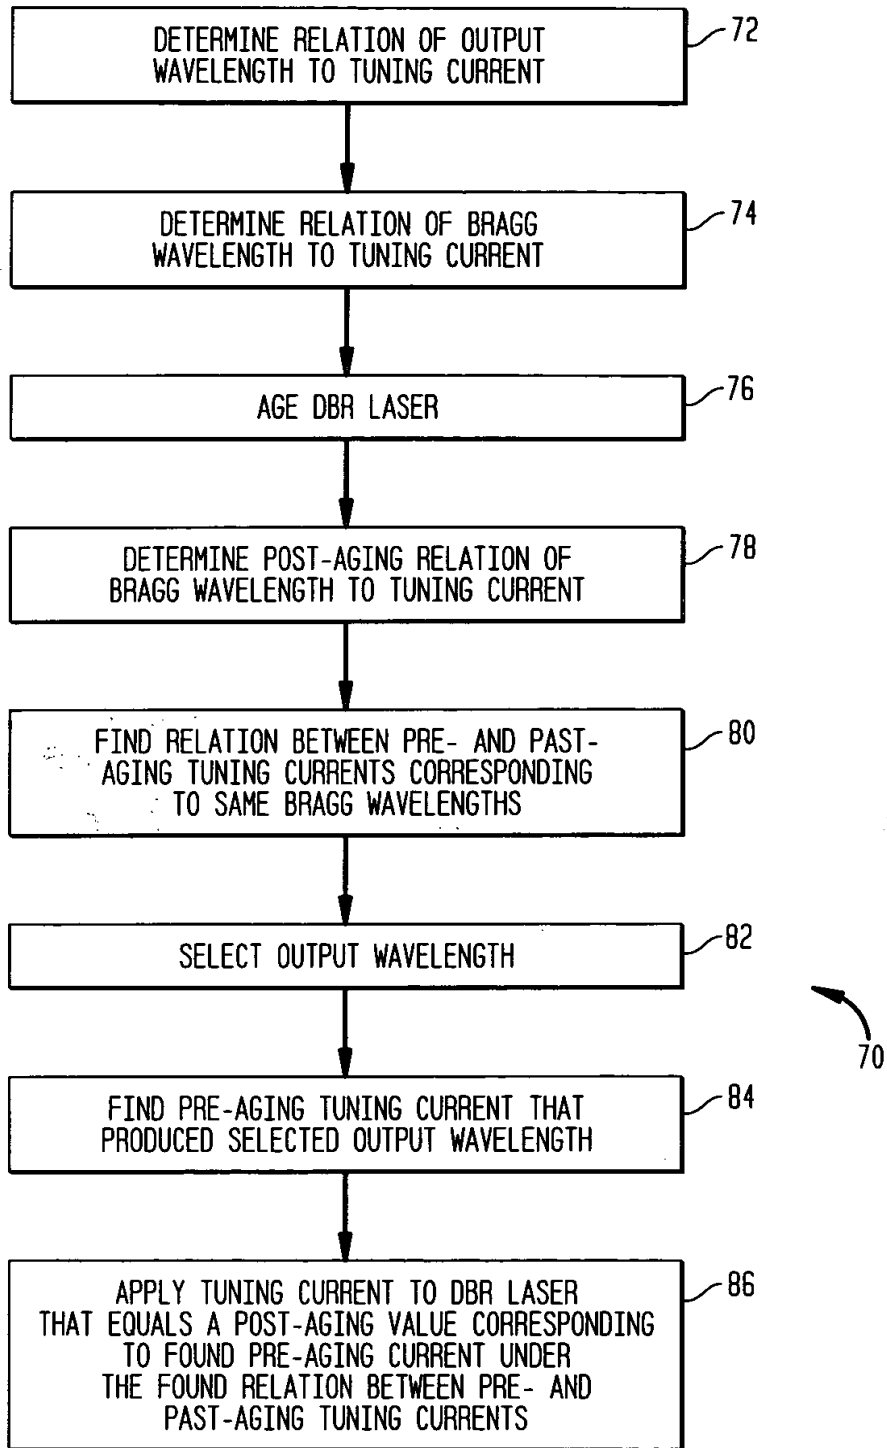 DETERMINE RELATION OF OUTPUT
WAVELENGTH TO TUNING CURRENT
72
DETERMINE RELATION OF BRAGG
WAVELENGTH TO TUNING CURRENT
74
AGE DBR LASER
76
DETERMINE POST-AGING RELATION OF
BRAGG WAVELENGTH TO TUNING CURRENT
78
FIND RELATION BETWEEN PRE- AND PAST-
AGING TUNING CURRENTS CORRESPONDING
TO SAME BRAGG WAVELENGTHS
80
SELECT OUTPUT WAVELENGTH
82
70
FIND PRE-AGING TUNING CURRENT THAT
PRODUCED SELECTED OUTPUT WAVELENGTH
84
APPLY TUNING CURRENT TO DBR LASER
THAT EQUALS A POST-AGING VALUE CORRESPONDING
TO FOUND PRE-AGING CURRENT UNDER
THE FOUND RELATION BETWEEN PRE- AND
PAST-AGING TUNING CURRENTS
86